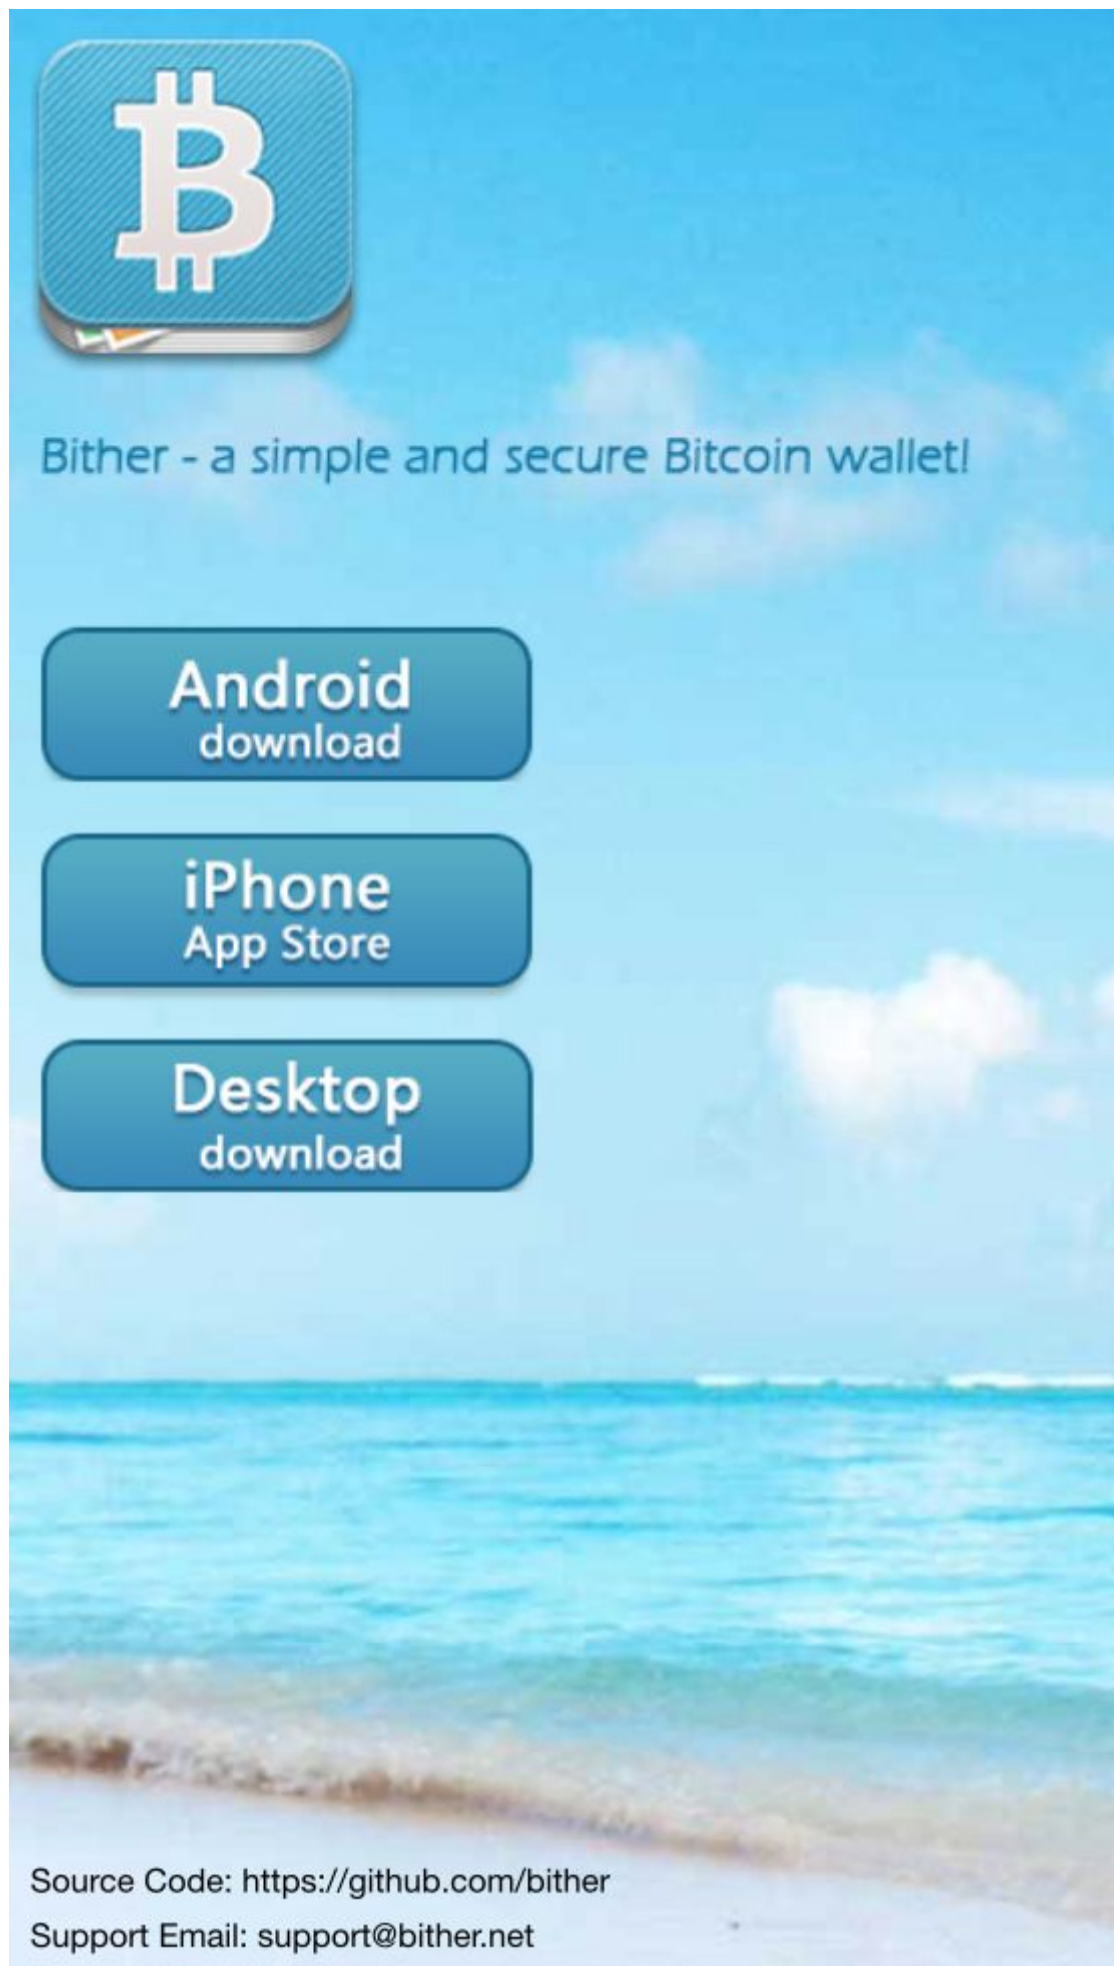 Bither - a simple and secure Bitcoin wallet!
Android
download
iPhone
App Store
Desktop
download
Source Code: https://github.com/bither
Support Email: support@bither.net